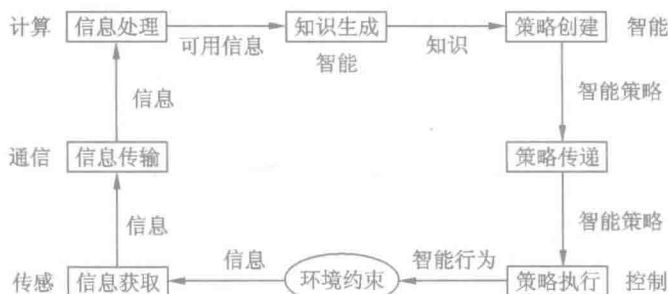 计算 信息处理 知识生成 策略创建 智能
可用信息 智能 知识
信息 智能策略
通信 信息传输 策略传递
信息 智能策略
信息 环境约束 智能行为
传感 信息获取 策略执行 控制